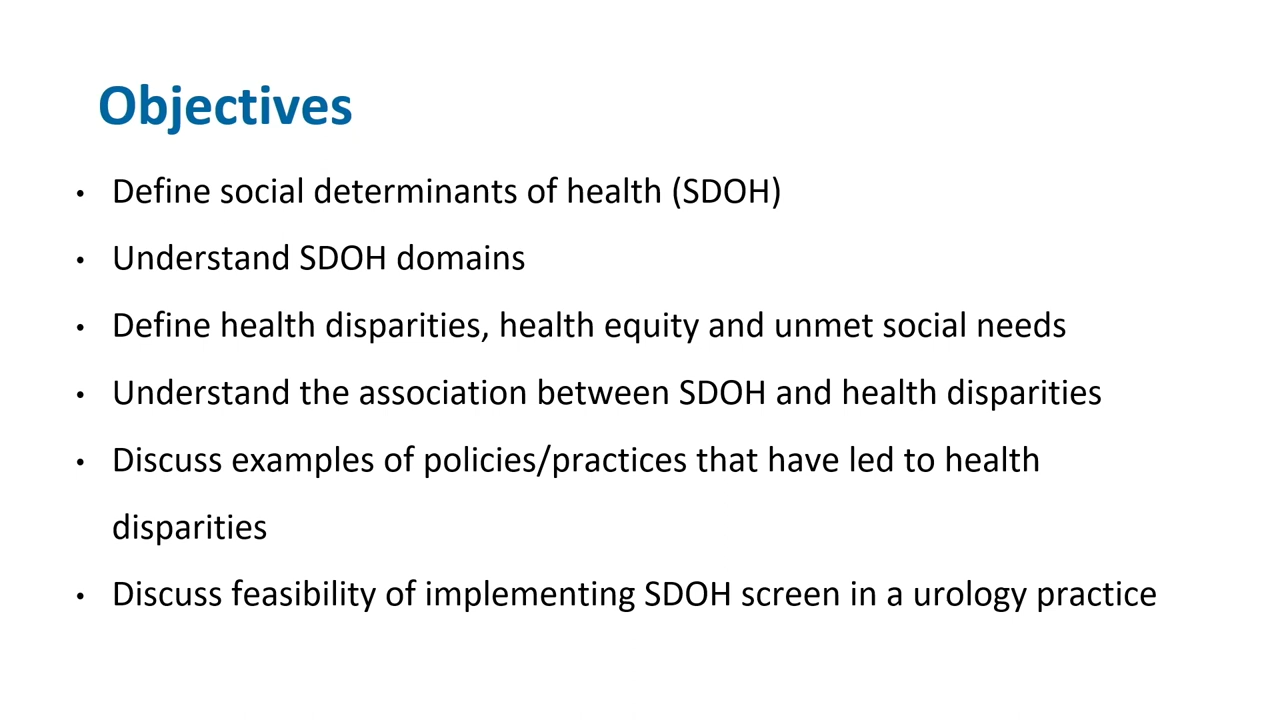 Objectives
• Define social determinants of health (SDOH)
• Understand SDOH domains
• Define health disparities, health equity and unmet social needs
• Understand the association between SDOH and health disparities
• Discuss examples of policies/practices that have led to health
disparities
• Discuss feasibility of implementing SDOH screen in a urology practice